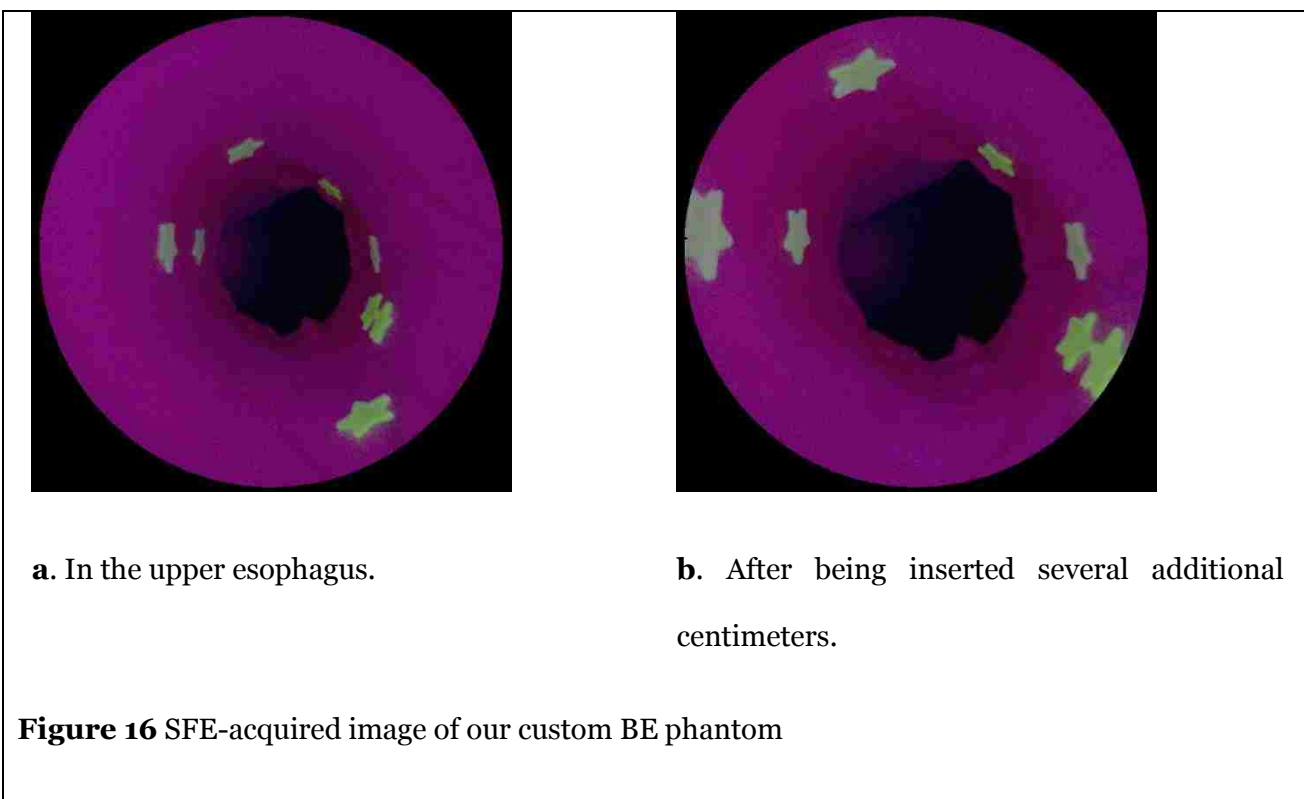 a. In the upper esophagus.
b. After being inserted several additional
centimeters.
Figure 16 SFE-acquired image of our custom BE phantom